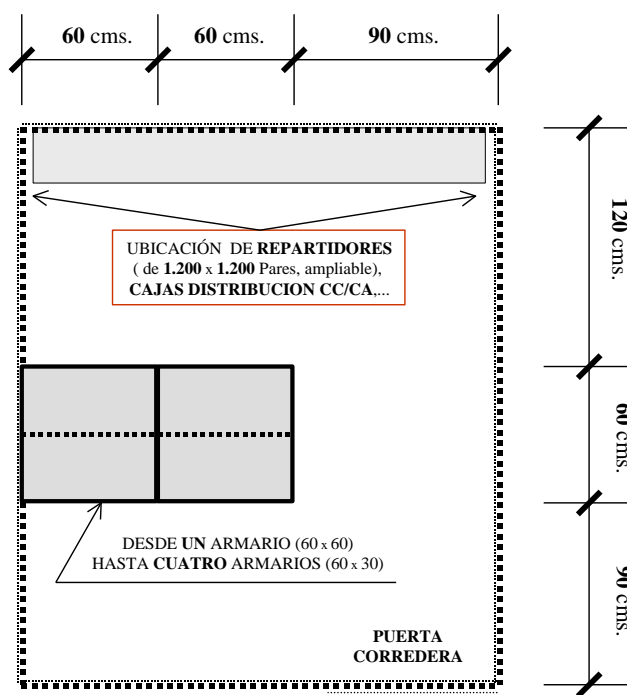 60 cms.
60 cms.
90 cms.
120 cms.
UBICACIÓN DE REPARTIDORES
( de 1.200 x 1.200 Pares, ampliable),
CAJAS DISTRIBUCION CC/CA,...
60 cms.
DESDE UN ARMARIO (60 x 60)
HASTA CUATRO ARMARIOS (60 x 30)
90 cms.
PUERTA
CORREDERA